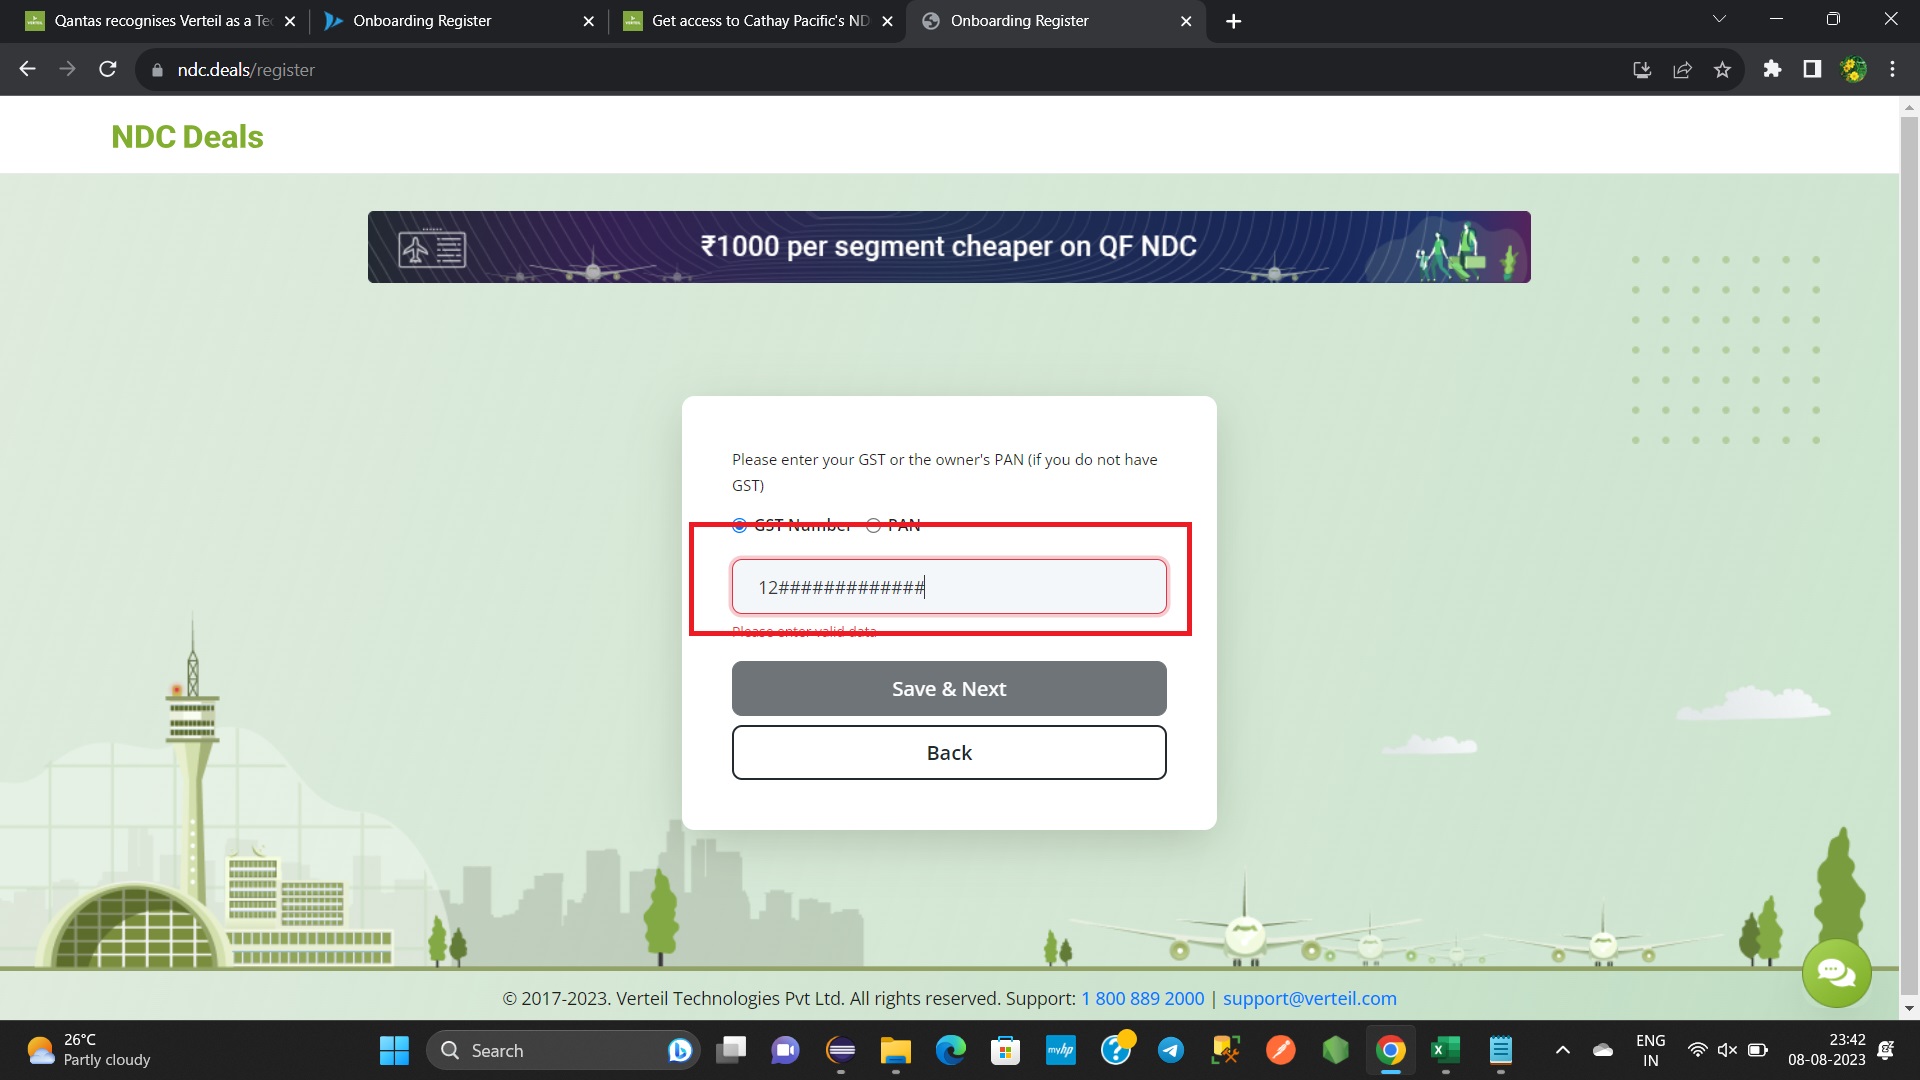 Qantas recognises Verteil as a Te
Onboarding Register
Get access to Cathay Pacific's ND
Onboarding Register
ndc.deals/register
NDC Deals
₹1000 per segment cheaper on QF NDC
Please enter your GST or the owner's PAN (if you do not have
GST)
GST Number PAN
12#############
Please enter valid data
Save & Next
Back
© 2017-2023. Verteil Technologies Pvt Ltd. All rights reserved. Support: 1 800 889 2000 | support@verteil.com
26°C
Partly cloudy
Search
myhp
ENG
IN
23:42
08-08-2023